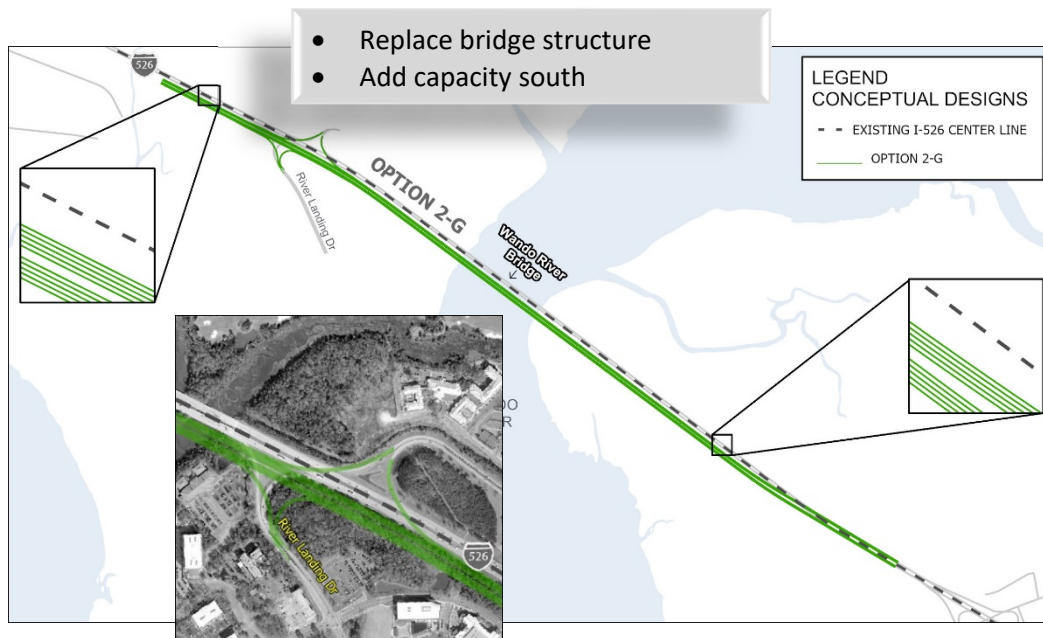 • Replace bridge structure
• Add capacity south
LEGEND
CONCEPTUAL DESIGNS
EXISTING I-526 CENTER LINE
OPTION 2-G
526
River Landing Dr
OPTION 2-G
Wando River
Bridge
DO
R
River Landing Dr
526